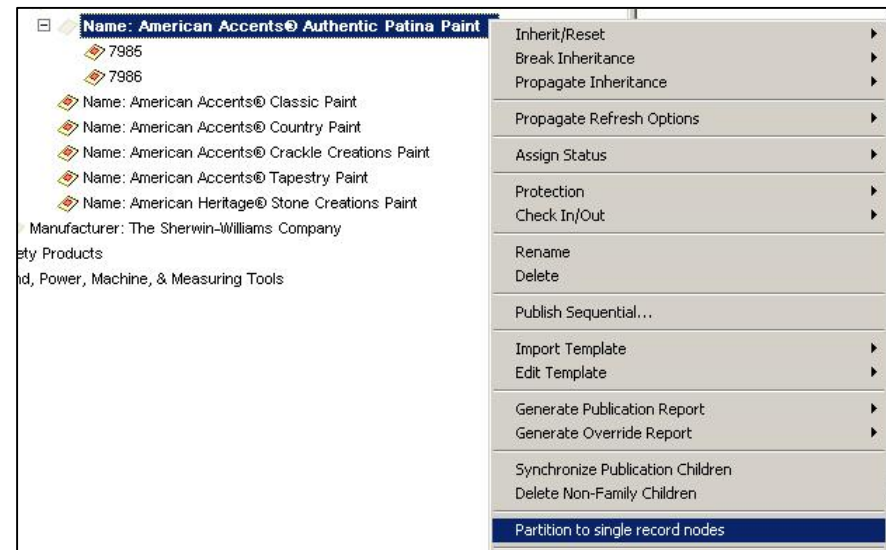 Name: American Accents® Authentic Patina Paint
7985
7986
Name: American Accents® Classic Paint
Name: American Accents® Country Paint
Name: American Accents® Crackle Creations Paint
Name: American Accents® Tapestry Paint
Name: American Heritage® Stone Creations Paint
Manufacturer: The Sherwin-Williams Company
ety Products
nd, Power, Machine, & Measuring Tools
Inherit/Reset
Break Inheritance
Propagate Inheritance
Propagate Refresh Options
Assign Status
Protection
Check In/Out
Rename
Delete
Publish Sequential...
Import Template
Edit Template
Generate Publication Report
Generate Override Report
Synchronize Publication Children
Delete Non-Family Children
Partition to single record nodes